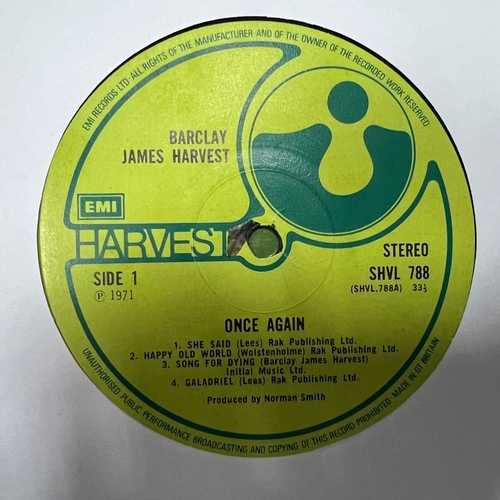 EMI RECORDS LTD·ALL RIGHTS OF THE MANUFACTURER AND OF THE OWNER OF THE RECORDED WORK RESERVED
BARCLAY
JAMES HARVEST
EMI
HARVEST
SIDE 1
℗ 1971
STEREO
SHVL 788
(SHVL.788A) 33⅓
ONCE AGAIN
1. SHE SAID (Lees) Rak Publishing Ltd.
2. HAPPY OLD WORLD (Wolstenholme) Rak Publishing Ltd.
3. SONG FOR DYING (Barclay James Harvest)
Initial Music Ltd.
4. GALADRIEL (Lees) Rak Publishing Ltd.
Produced by Norman Smith
UNAUTHORISED PUBLIC PERFORMANCE BROADCASTING AND COPYING OF THIS RECORD PROHIBITED·MADE IN GT BRITAIN